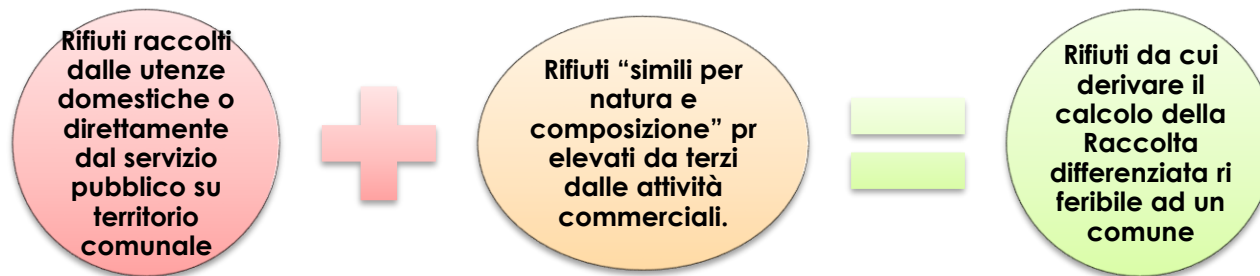 Rifiuti raccolti
dalle utenze
domestiche o
direttamente
dal servizio
pubblico su
territorio
comunale
Rifiuti “simili per
natura e
composizione” pr
elevati da terzi
dalle attività
commerciali.
Rifiuti da cui
derivare il
calcolo della
Raccolta
differenziata ri
feribile ad un
comune